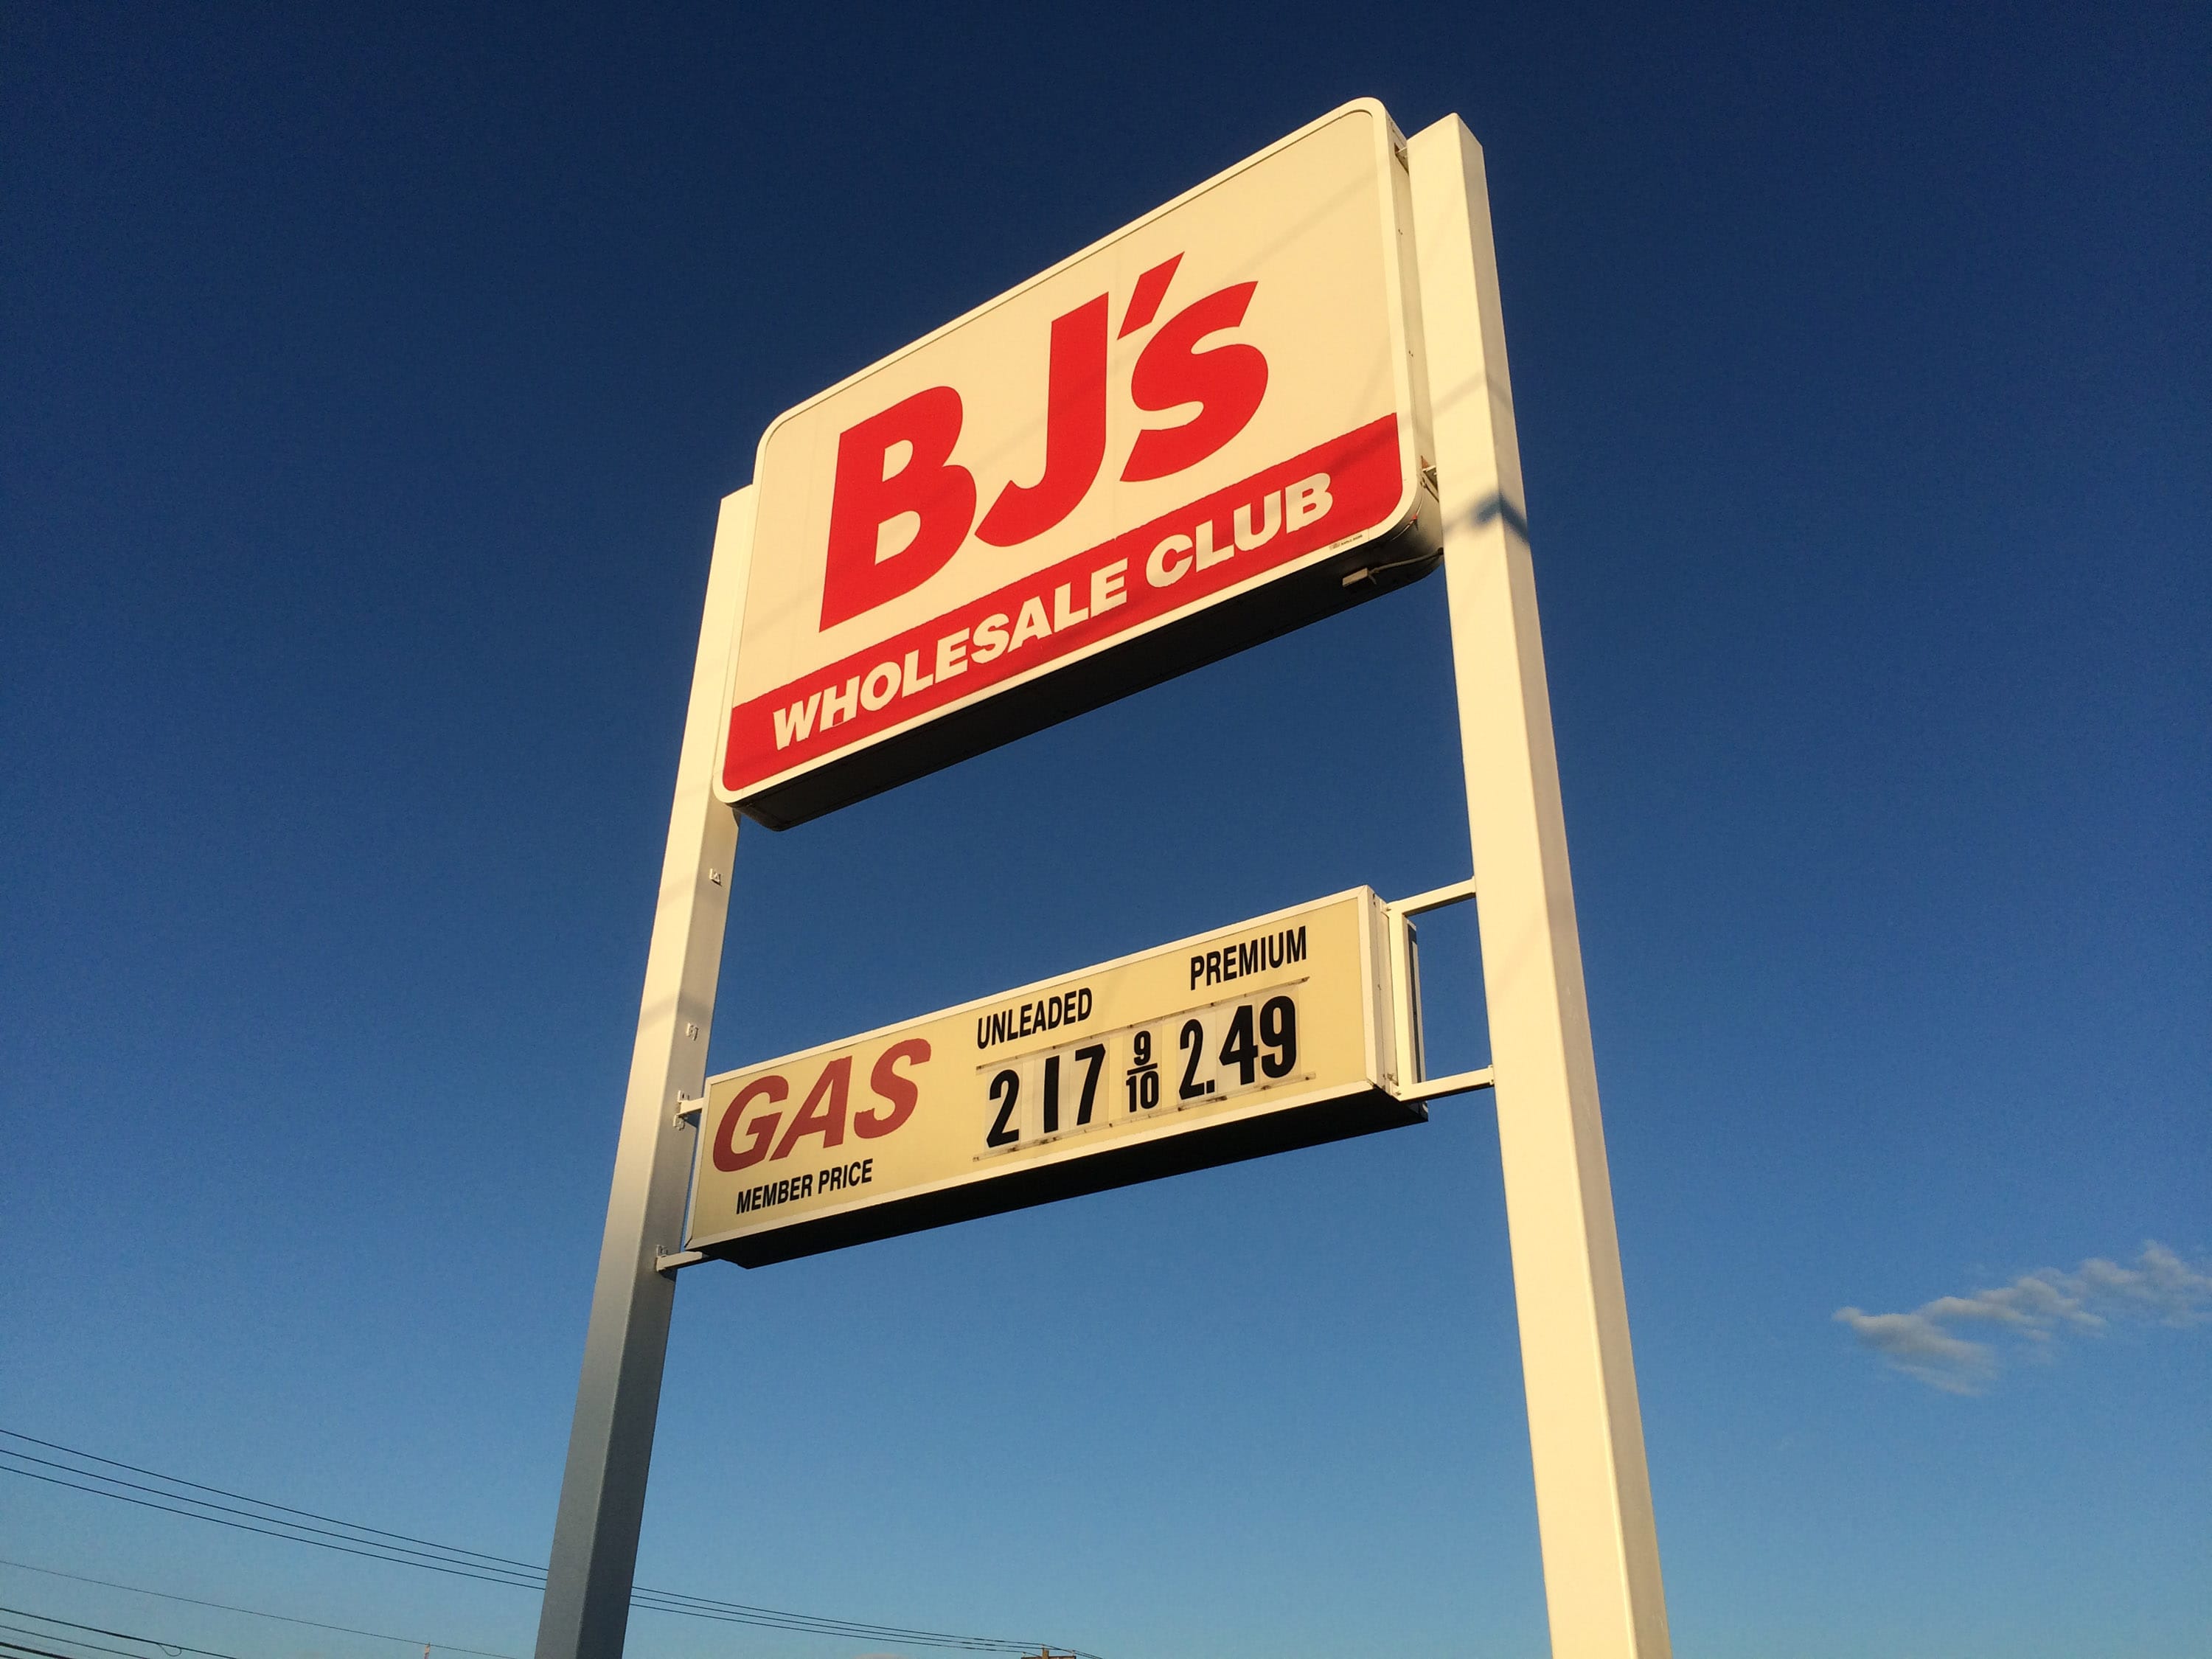 BJ's
WHOLESALE CLUB
GAS
MEMBER PRICE
UNLEADED PREMIUM
217 9/10 2.49